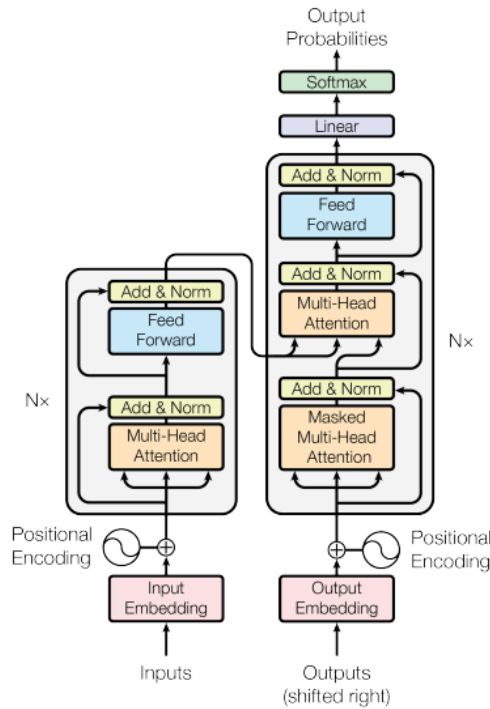 Output
Probabilities
Softmax
Linear
Add & Norm
Feed
Forward
Add & Norm
Multi-Head
Attention
Add & Norm
Masked
Multi-Head
Attention
N×
Add & Norm
Feed
Forward
Add & Norm
Multi-Head
Attention
N×
Positional
Encoding
Positional
Encoding
Input
Embedding
Output
Embedding
Inputs
Outputs
(shifted right)